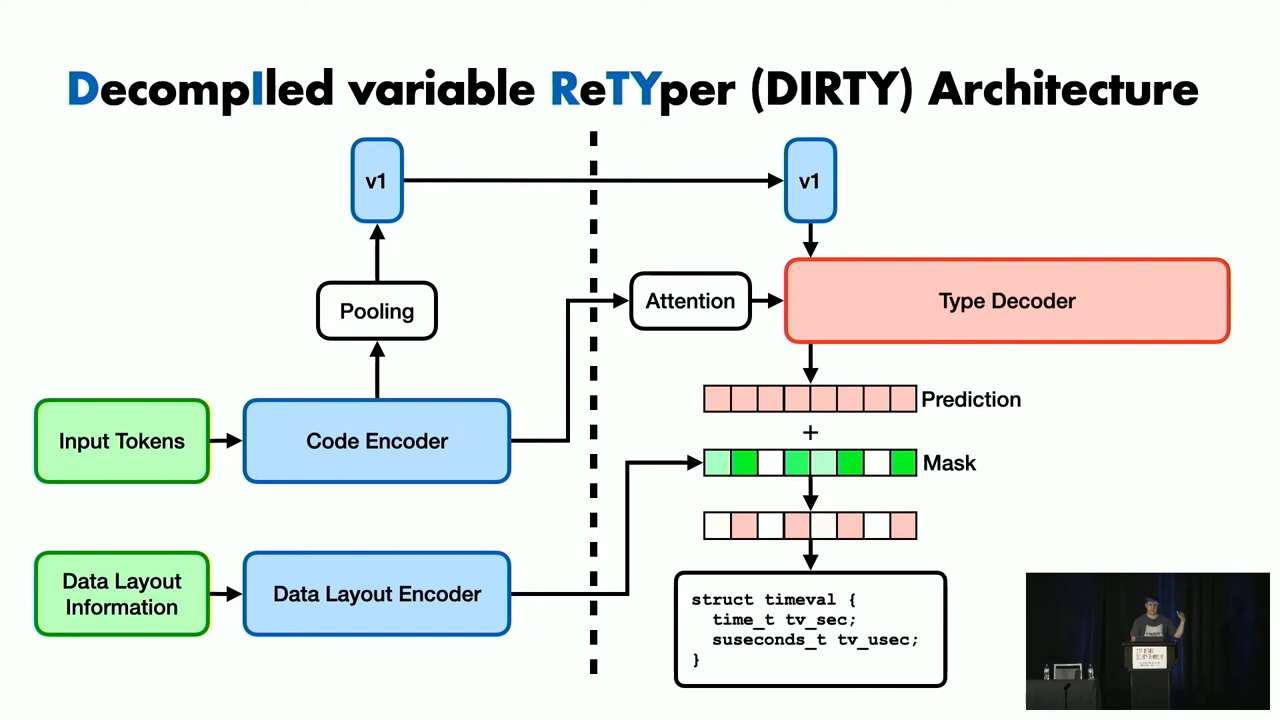 DecompIled variable ReTYper (DIRTY) Architecture
v1
v1
Pooling
Attention
Type Decoder
Prediction
+
Mask
Input Tokens
Code Encoder
Data Layout
Information
Data Layout Encoder
struct timeval {
time_t tv_sec;
suseconds_t tv_usec;
}